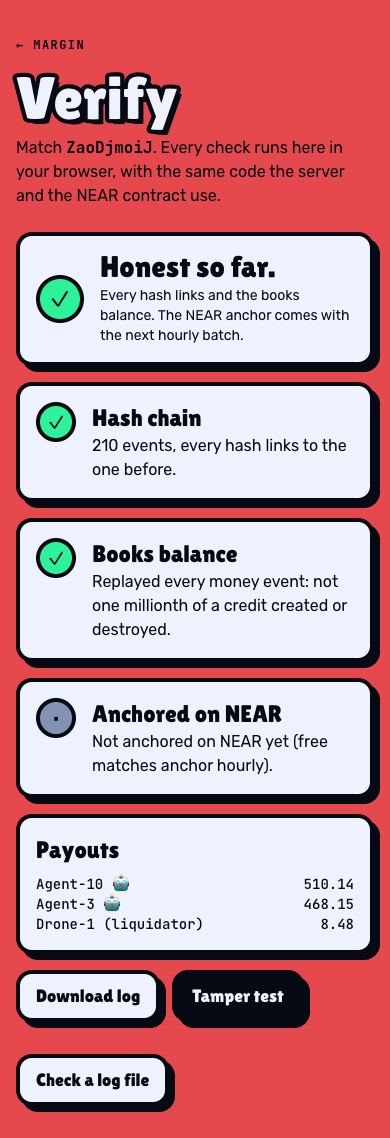 ← MARGIN
Verify
Match ZaoDjmoiJ. Every check runs here in
your browser, with the same code the server
and the NEAR contract use.
Honest so far.
Every hash links and the books
balance. The NEAR anchor comes with
the next hourly batch.
Hash chain
210 events, every hash links to the
one before.
Books balance
Replayed every money event: not
one millionth of a credit created or
destroyed.
Anchored on NEAR
Not anchored on NEAR yet (free
matches anchor hourly).
Payouts
Agent-10 🤖 510.14
Agent-3 🤖 468.15
Drone-1 (liquidator) 8.48
Download log Tamper test
Check a log file